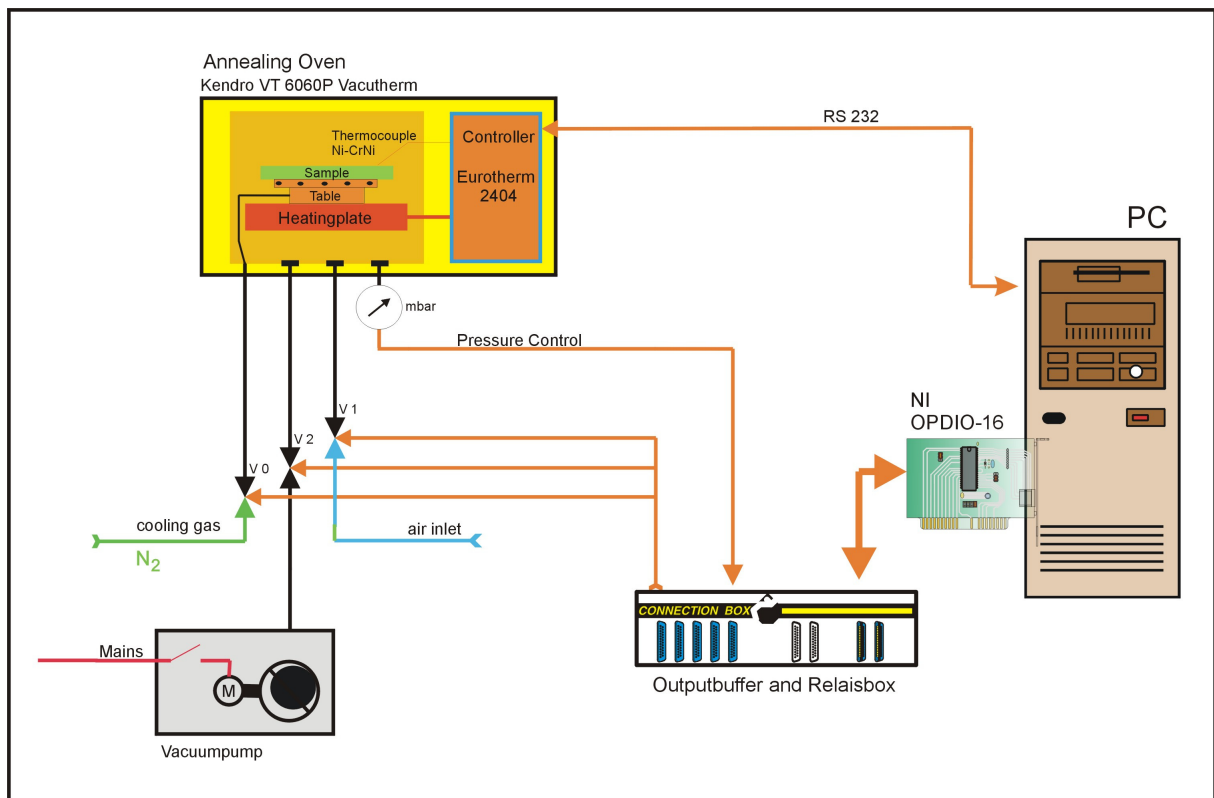 Annealing Oven
Kendro VT 6060P Vacutherm
Thermocouple
Ni-CrNi
Controller
Eurotherm
2404
Sample
Table
Heatingplate
RS 232
PC
mbar
Pressure Control
NI
OPDIO-16
V 1
V 2
V 0
cooling gas
N2
air inlet
CONNECTION BOX
Outputbuffer and Relaisbox
Mains
M
Vacuumpump